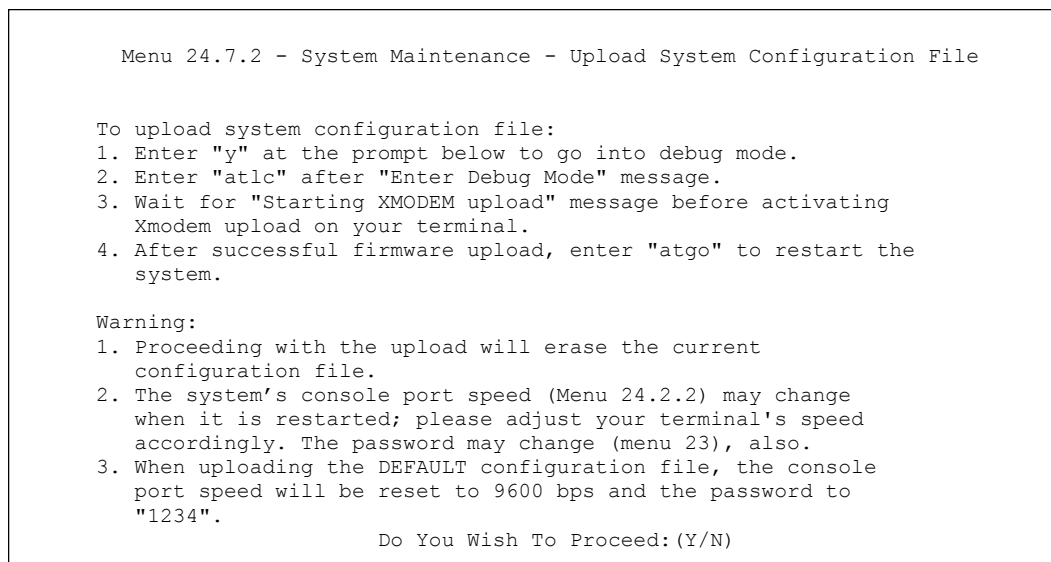 Menu 24.7.2 - System Maintenance - Upload System Configuration File
To upload system configuration file:
1. Enter "y" at the prompt below to go into debug mode.
2. Enter "atlc" after "Enter Debug Mode" message.
3. Wait for "Starting XMODEM upload" message before activating
Xmodem upload on your terminal.
4. After successful firmware upload, enter "atgo" to restart the
system.
Warning:
1. Proceeding with the upload will erase the current
configuration file.
2. The system’s console port speed (Menu 24.2.2) may change
when it is restarted; please adjust your terminal's speed
accordingly. The password may change (menu 23), also.
3. When uploading the DEFAULT configuration file, the console
port speed will be reset to 9600 bps and the password to
"1234".
Do You Wish To Proceed:(Y/N)